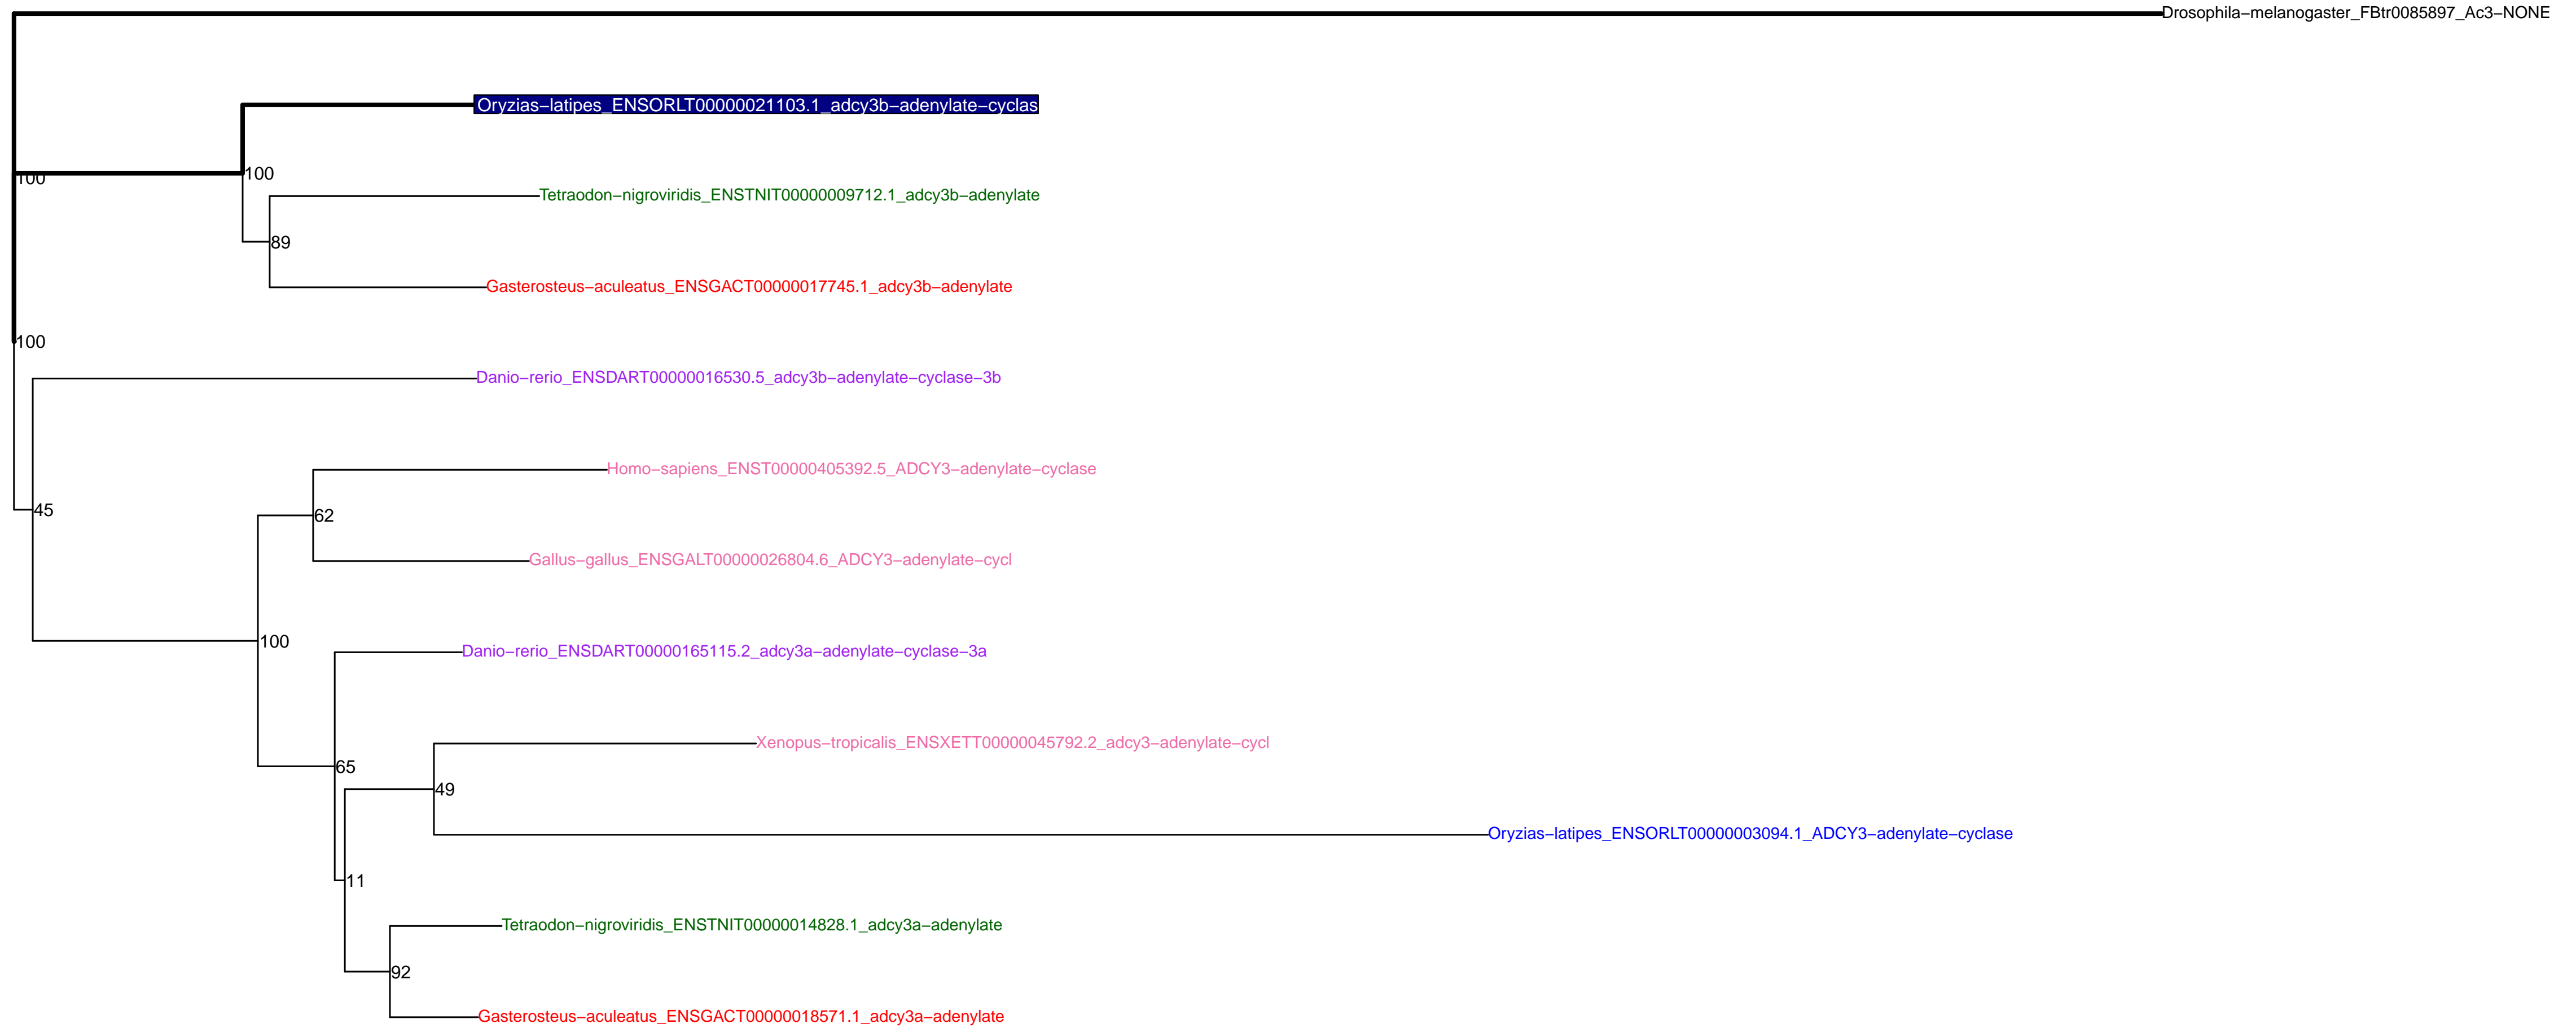 Drosophila−melanogaster_FBtr0085897_Ac3−NONE
Oryzias−latipes_ENSORLT00000021103.1_adcy3b−adenylate−cyclas
100
100
Tetraodon−nigroviridis_ENSTNIT00000009712.1_adcy3b−adenylate
89
Gasterosteus−aculeatus_ENSGACT00000017745.1_adcy3b−adenylate
100
Danio−rerio_ENSDART00000016530.5_adcy3b−adenylate−cyclase−3b
Homo−sapiens_ENST00000405392.5_ADCY3−adenylate−cyclase
45
62
Gallus−gallus_ENSGALT00000026804.6_ADCY3−adenylate−cycl
100
Danio−rerio_ENSDART00000165115.2_adcy3a−adenylate−cyclase−3a
Xenopus−tropicalis_ENSXETT00000045792.2_adcy3−adenylate−cycl
65
49
Oryzias−latipes_ENSORLT00000003094.1_ADCY3−adenylate−cyclase
11
Tetraodon−nigroviridis_ENSTNIT00000014828.1_adcy3a−adenylate
92
Gasterosteus−aculeatus_ENSGACT00000018571.1_adcy3a−adenylate